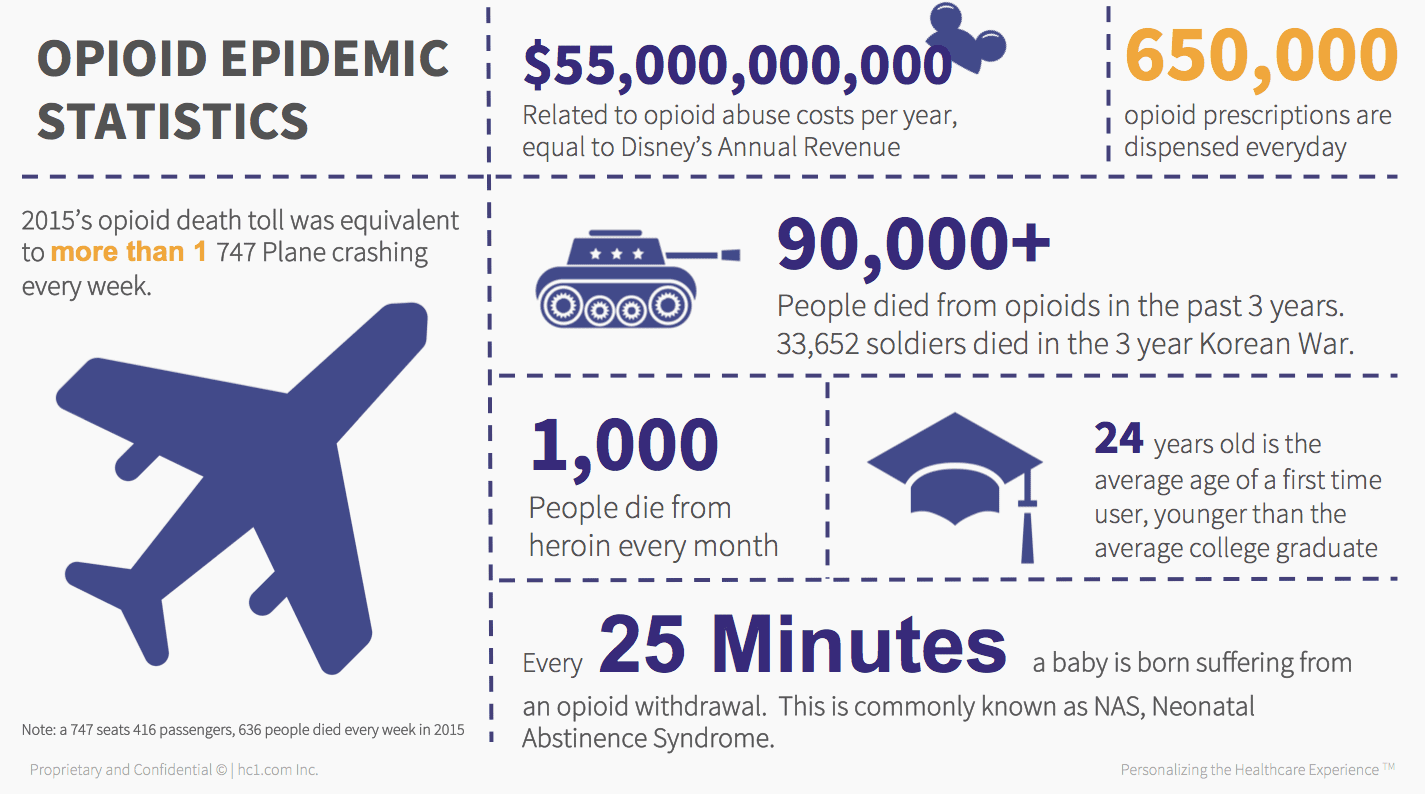 OPIOID EPIDEMIC
STATISTICS
$55,000,000,000
Related to opioid abuse costs per year,
equal to Disney's Annual Revenue
650,000
opioid prescriptions are
dispensed everyday
2015's opioid death toll was equivalent
to more than 1 747 Plane crashing
every week.
Note: a 747 seats 416 passengers, 636 people died every week in 2015
90,000+
People died from opioids in the past 3 years.
33,652 soldiers died in the 3 year Korean War.
1,000
People die from
heroin every month
24 years old is the
average age of a first time
user, younger than the
average college graduate
Every 25 Minutes a baby is born suffering from
an opioid withdrawal. This is commonly known as NAS, Neonatal
Abstinence Syndrome.
Proprietary and Confidential © | hc1.com Inc.
Personalizing the Healthcare Experience ™